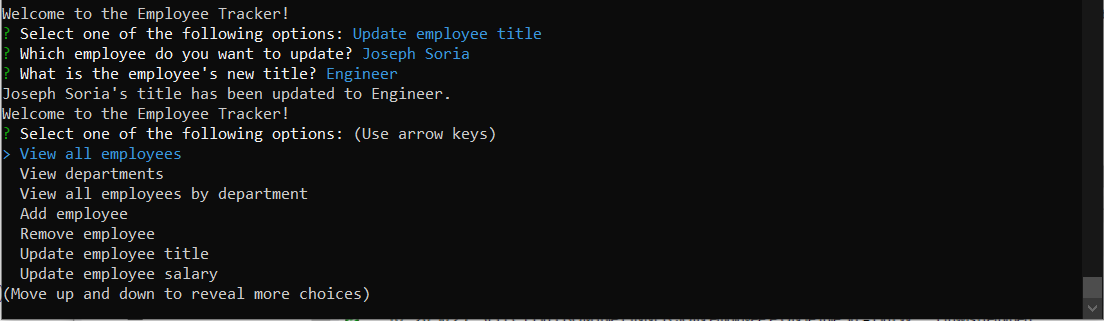 Welcome to the Employee Tracker!
? Select one of the following options: Update employee title
? Which employee do you want to update? Joseph Soria
? What is the employee's new title? Engineer
Joseph Soria's title has been updated to Engineer.
Welcome to the Employee Tracker!
? Select one of the following options: (Use arrow keys)
> View all employees
  View departments
  View all employees by department
  Add employee
  Remove employee
  Update employee title
  Update employee salary
(Move up and down to reveal more choices)